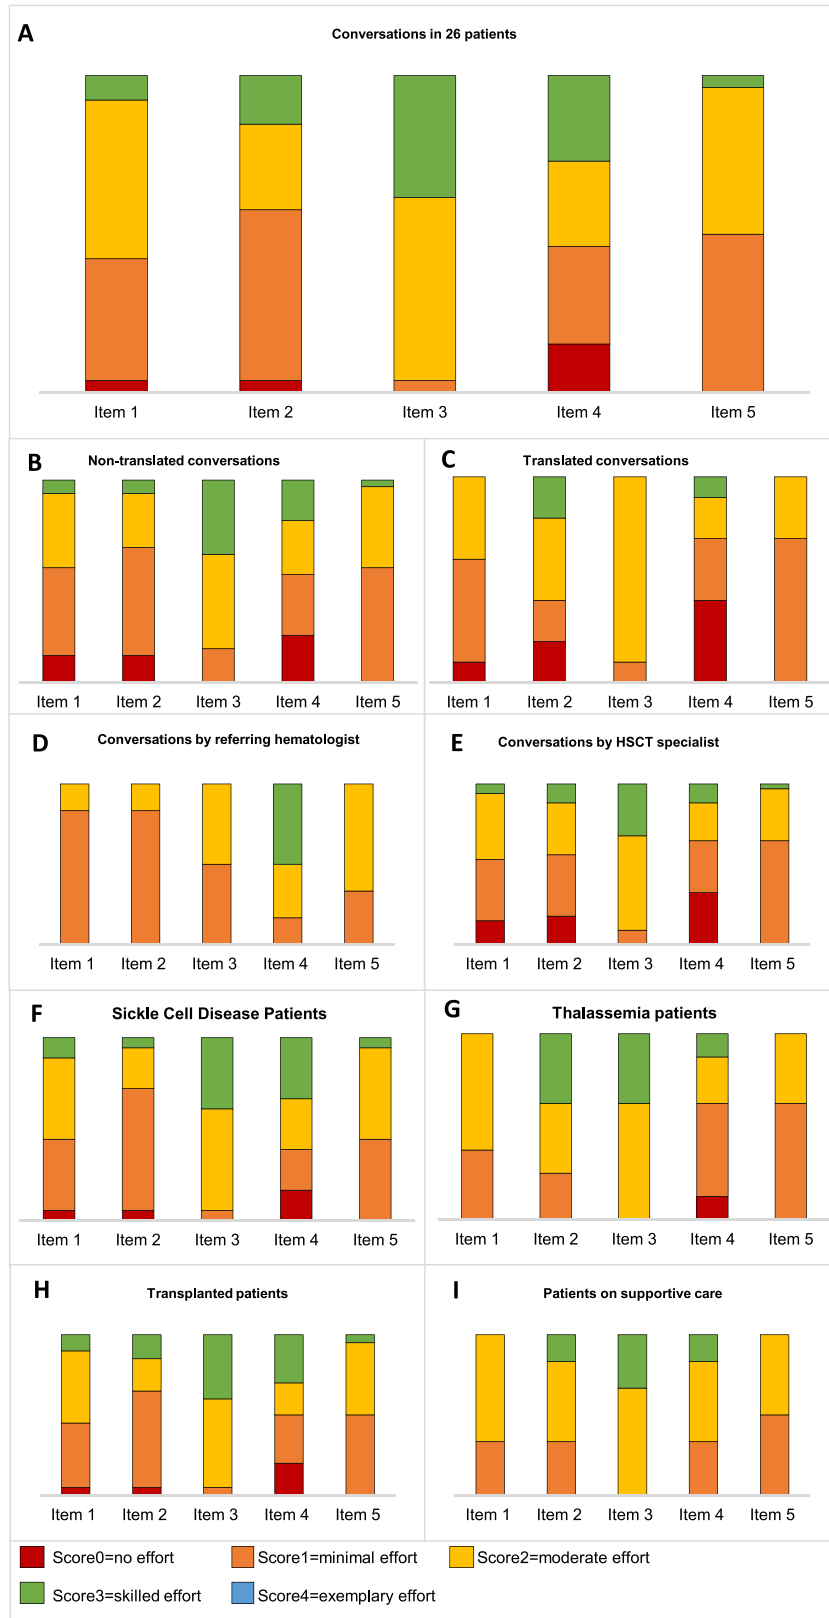 A
Conversations in 26 patients
Item 1 Item 2 Item 3 Item 4 Item 5
B
Non-translated conversations
Item 1 Item 2 Item 3 Item 4 Item 5
C
Translated conversations
Item 1 Item 2 Item 3 Item 4 Item 5
D
Conversations by referring hematologist
Item 1 Item 2 Item 3 Item 4 Item 5
E
Conversations by HSCT specialist
Item 1 Item 2 Item 3 Item 4 Item 5
F
Sickle Cell Disease Patients
Item 1 Item 2 Item 3 Item 4 Item 5
G
Thalassemia patients
Item 1 Item 2 Item 3 Item 4 Item 5
H
Transplanted patients
Item 1 Item 2 Item 3 Item 4 Item 5
I
Patients on supportive care
Item 1 Item 2 Item 3 Item 4 Item 5
Score0=no effort Score1=minimal effort Score2=moderate effort
Score3=skilled effort Score4=exemplary effort